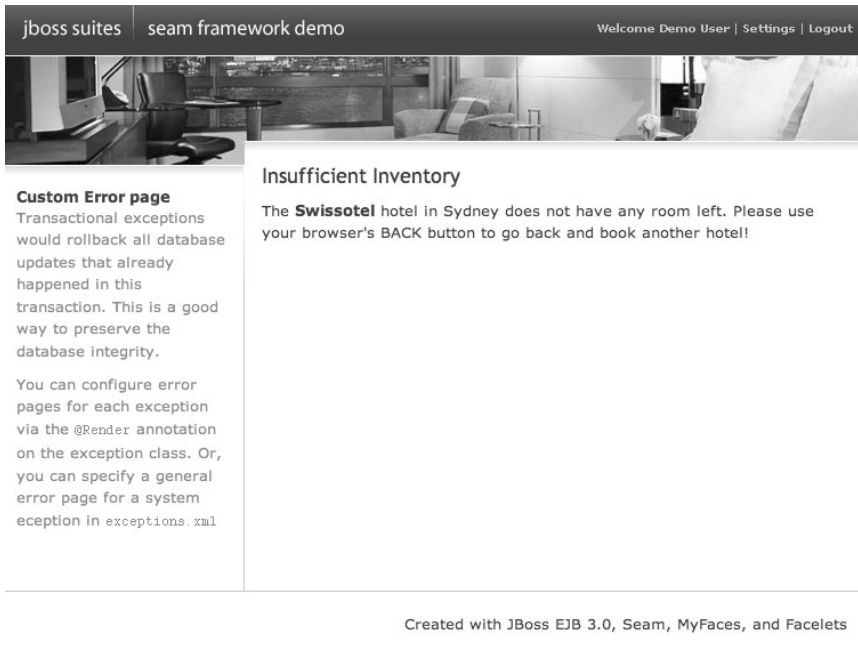 jboss suites seam framework demo Welcome Demo User | Settings | Logout
Custom Error page
Transactional exceptions
would rollback all database
updates that already
happened in this
transaction. This is a good
way to preserve the
database integrity.
You can configure error
pages for each exception
via the @Render annotation
on the exception class. Or,
you can specify a general
error page for a system
eception in exceptions.xml
Insufficient Inventory
The Swissotel hotel in Sydney does not have any room left. Please use
your browser's BACK button to go back and book another hotel!
Created with JBoss EJB 3.0, Seam, MyFaces, and Facelets